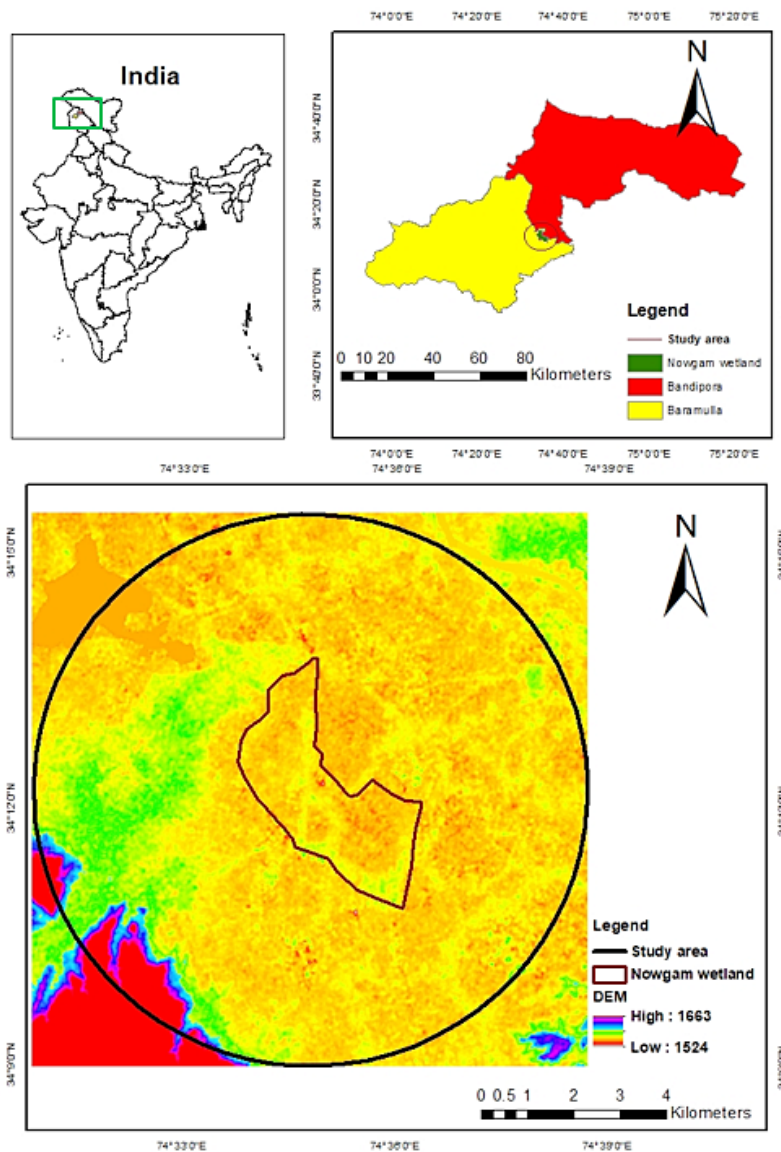 India
74°0'0"E 74°20'0"E 74°40'0"E 75°0'0"E 75°20'0"E
34°40'0"N
34°20'0"N
34°0'0"N
33°40'0"N
N
Legend
Study area
Nowgam wetland
Bandipora
Baramulla
0 10 20 40 60 80
Kilometers
74°0'0"E 74°20'0"E 74°40'0"E 75°0'0"E 75°20'0"E
74°33'0"E 74°36'0"E 74°39'0"E
34°15'0"N
34°12'0"N
34°9'0"N
N
Legend
Study area
Nowgam wetland
DEM
High : 1663
Low : 1524
0 0.5 1 2 3 4
Kilometers
74°33'0"E 74°36'0"E 74°39'0"E